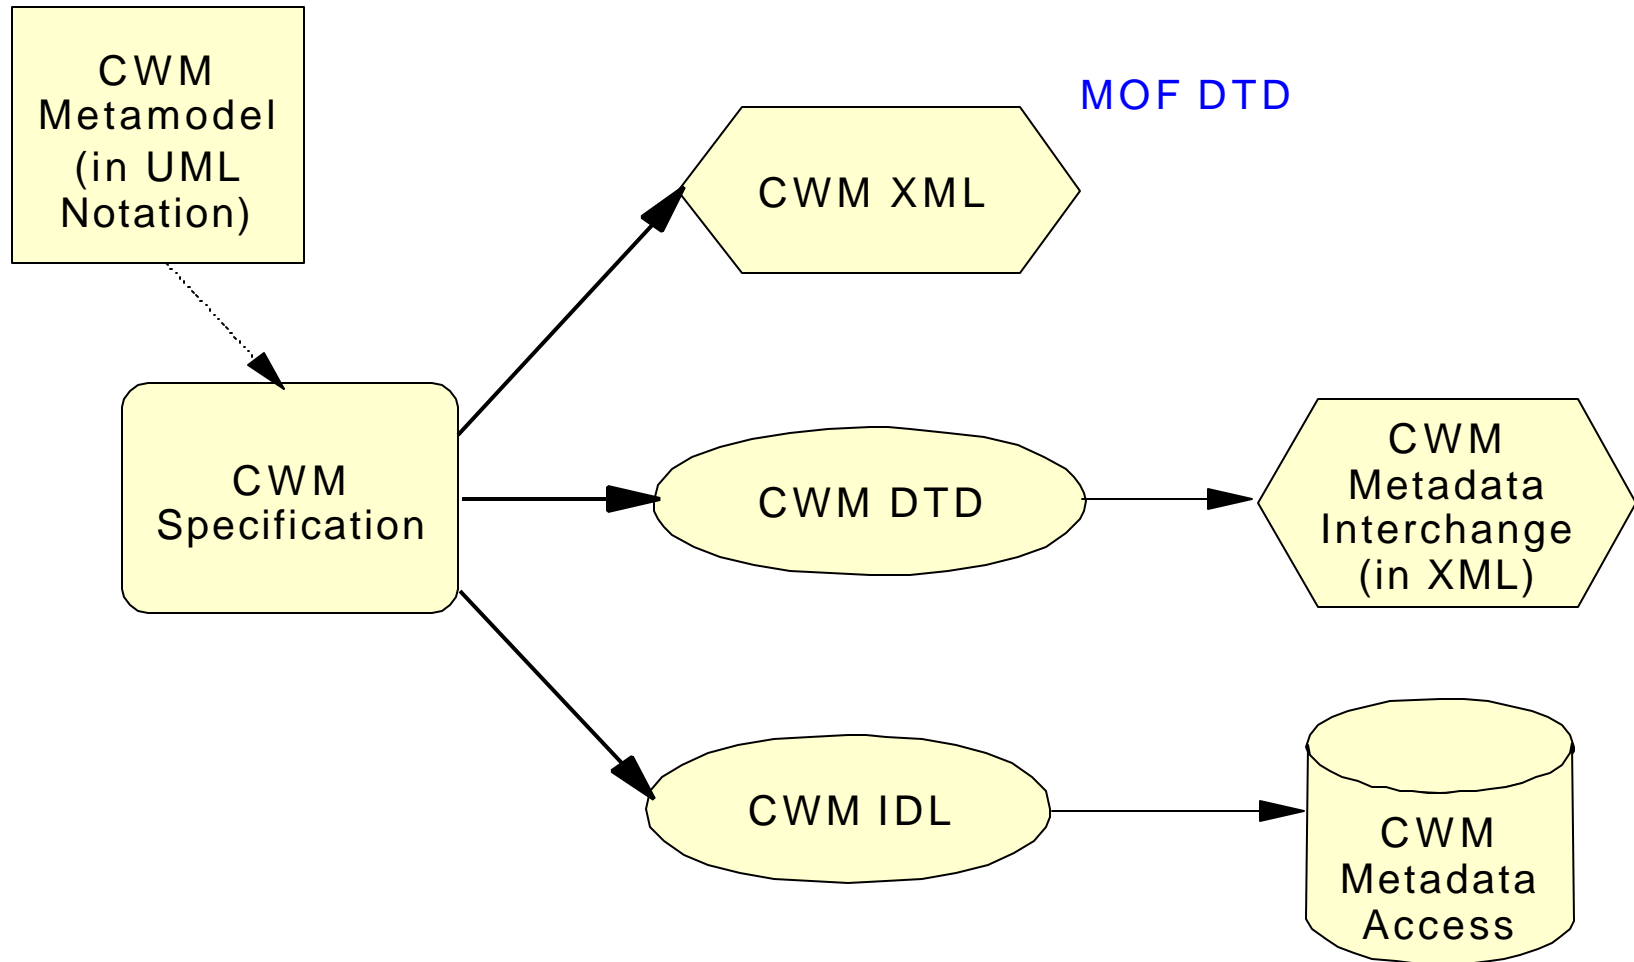 CWM
Metamodel
(in UML
Notation)
MOF DTD
CWM XML
CWM
Specification
CWM DTD
CWM
Metadata
Interchange
(in XML)
CWM IDL
CWM
Metadata
Access